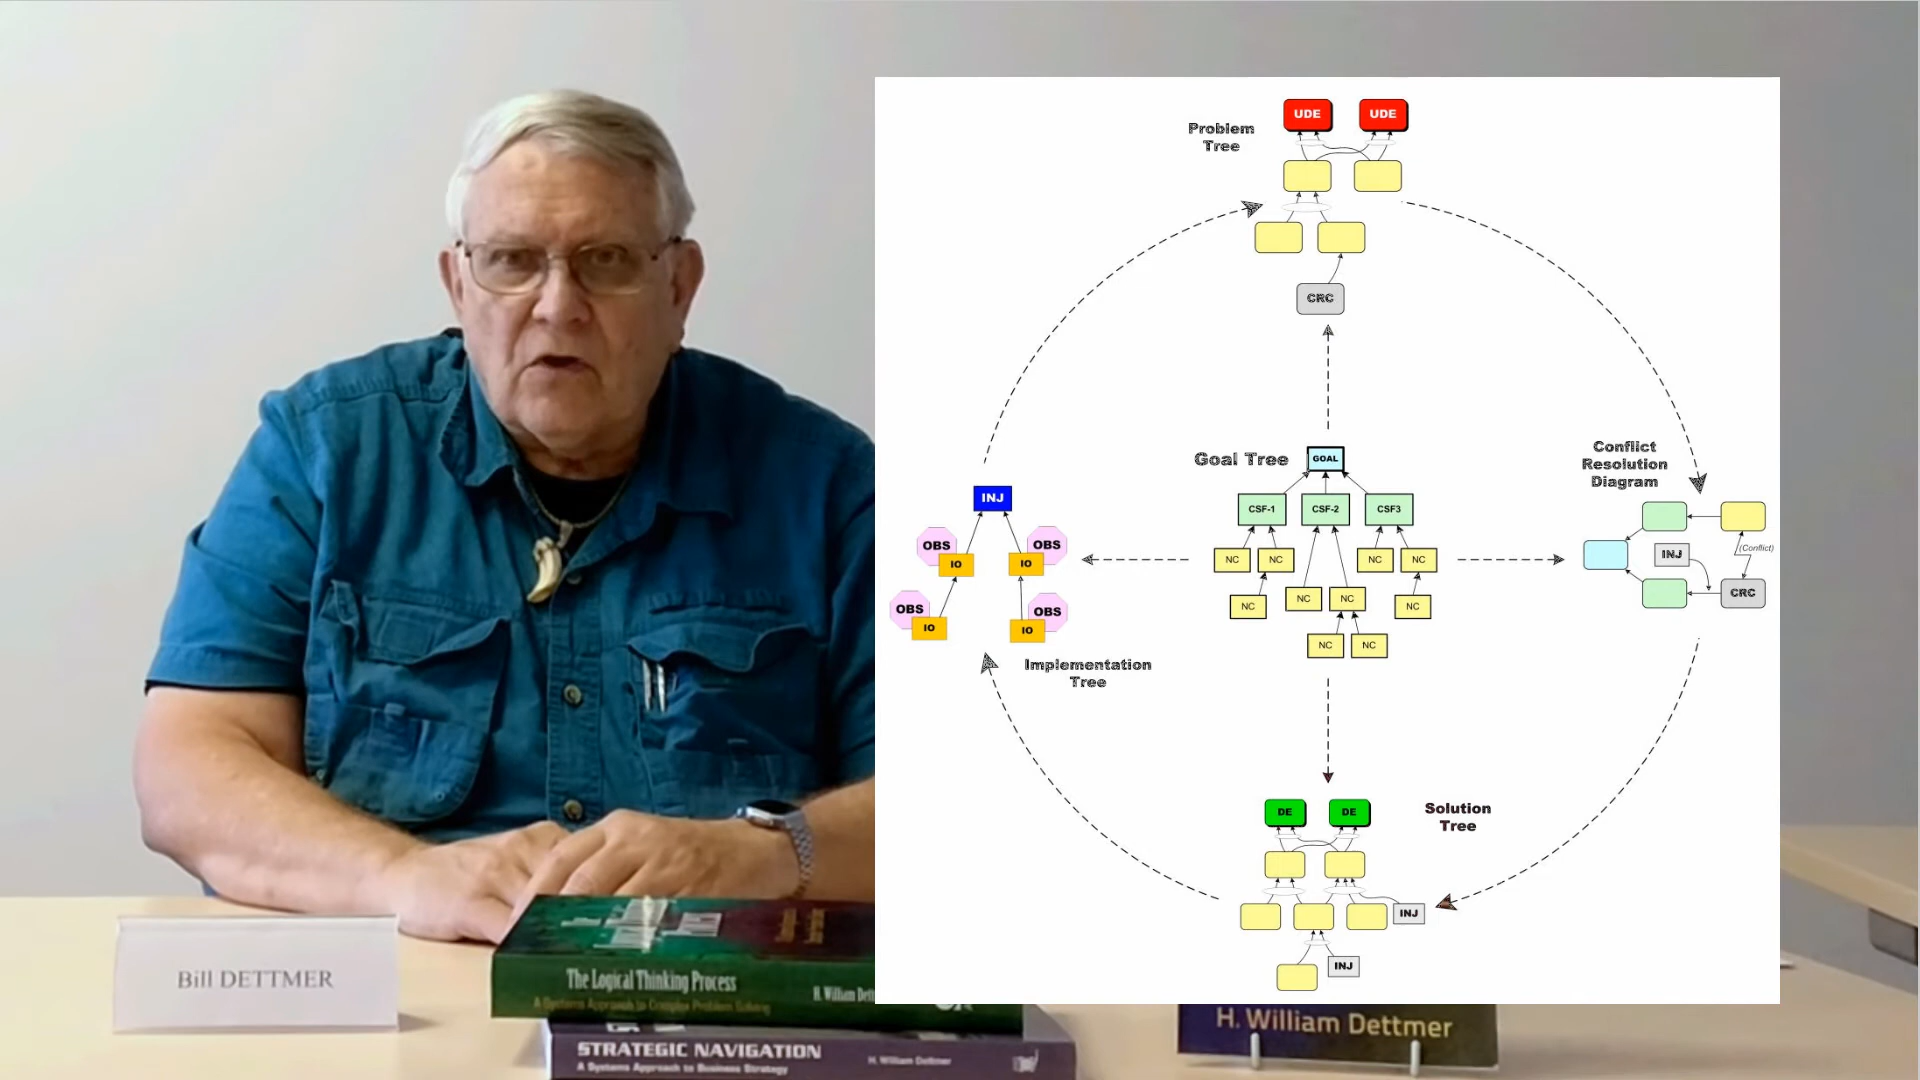 UDE
UDE
Problem
Tree
CRC
Goal Tree
GOAL
CSF-1
CSF-2
CSF3
NC
NC
NC
NC
NC
NC
NC
NC
NC
NC
Conflict
Resolution
Diagram
INJ
(Conflict)
CRC
INJ
OBS
IO
OBS
IO
OBS
IO
OBS
IO
Implementation
Tree
DE
DE
Solution
Tree
INJ
INJ
Bill DETTMER
The Logical Thinking Process
A Systems Approach to Complex Problem Solving
H. William
STRATEGIC NAVIGATION
A Systems Approach to Business Strategy
H. William Dettmer
H. William Dettmer